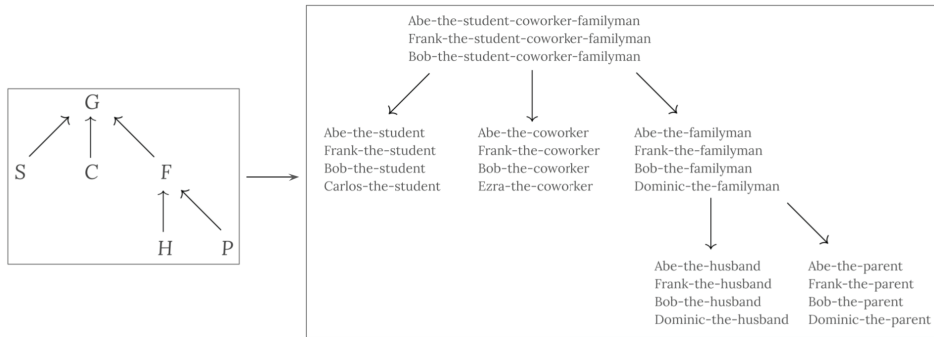 G
S C F
H P
Abe-the-student-coworker-familyman
Frank-the-student-coworker-familyman
Bob-the-student-coworker-familyman
Abe-the-student
Frank-the-student
Bob-the-student
Carlos-the-student
Abe-the-coworker
Frank-the-coworker
Bob-the-coworker
Ezra-the-coworker
Abe-the-familyman
Frank-the-familyman
Bob-the-familyman
Dominic-the-familyman
Abe-the-husband
Frank-the-husband
Bob-the-husband
Dominic-the-husband
Abe-the-parent
Frank-the-parent
Bob-the-parent
Dominic-the-parent